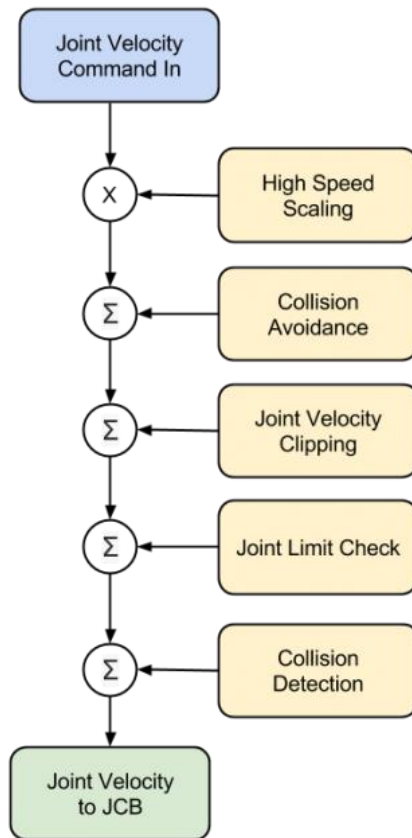 Joint Velocity
Command In
X
High Speed
Scaling
Σ
Collision
Avoidance
Σ
Joint Velocity
Clipping
Σ
Joint Limit Check
Σ
Collision
Detection
Joint Velocity
to JCB